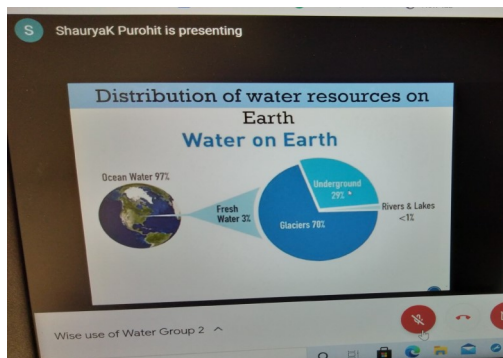 S
ShauryaK Purohit is presenting
Distribution of water resources on
Earth
Water on Earth
Ocean Water 97%
Fresh
Water 3%
Underground
29%
Glaciers 70%
Rivers & Lakes
<1%
Wise use of Water Group 2